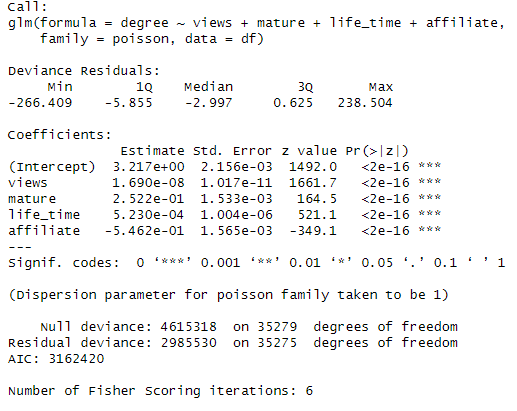 Call:
glm(formula = degree ~ views + mature + life_time + affiliate,
    family = poisson, data = df)

Deviance Residuals:
     Min       1Q   Median       3Q      Max
-266.409   -5.855   -2.997    0.625  238.504

Coefficients:
              Estimate Std. Error z value Pr(>|z|)
(Intercept)  3.217e+00  2.156e-03  1492.0   <2e-16 ***
views        1.690e-08  1.017e-11  1661.7   <2e-16 ***
mature       2.522e-01  1.533e-03   164.5   <2e-16 ***
life_time    5.230e-04  1.004e-06   521.1   <2e-16 ***
affiliate   -5.462e-01  1.565e-03  -349.1   <2e-16 ***
---
Signif. codes:  0 ‘***’ 0.001 ‘**’ 0.01 ‘*’ 0.05 ‘.’ 0.1 ‘ ’ 1

(Dispersion parameter for poisson family taken to be 1)

    Null deviance: 4615318  on 35279  degrees of freedom
Residual deviance: 2985530  on 35275  degrees of freedom
AIC: 3162420

Number of Fisher Scoring iterations: 6